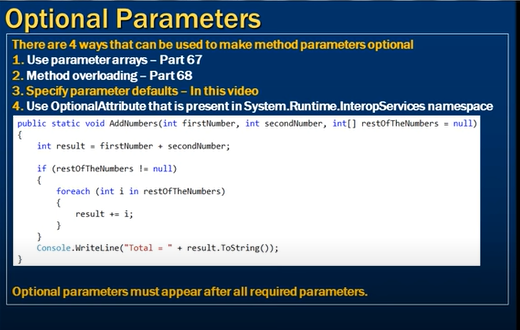 Optional Parameters
There are 4 ways that can be used to make method parameters optional
1. Use parameter arrays – Part 67
2. Method overloading – Part 68
3. Specify parameter defaults – In this video
4. Use OptionalAttribute that is present in System.Runtime.InteropServices namespace
public static void AddNumbers(int firstNumber, int secondNumber, int[] restOfTheNumbers = null)
{
int result = firstNumber + secondNumber;
if (restOfTheNumbers != null)
{
foreach (int i in restOfTheNumbers)
{
result += i;
}
}
Console.WriteLine("Total = " + result.ToString());
}
Optional parameters must appear after all required parameters.